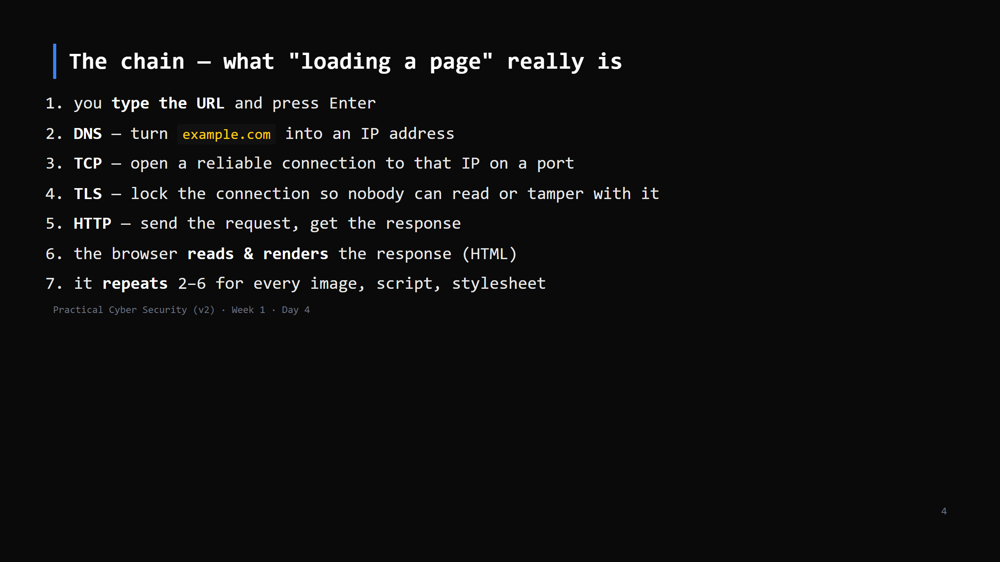 The chain — what "loading a page" really is
1. you type the URL and press Enter
2. DNS — turn example.com into an IP address
3. TCP — open a reliable connection to that IP on a port
4. TLS — lock the connection so nobody can read or tamper with it
5. HTTP — send the request, get the response
6. the browser reads & renders the response (HTML)
7. it repeats 2–6 for every image, script, stylesheet
Practical Cyber Security (v2) · Week 1 · Day 4
4